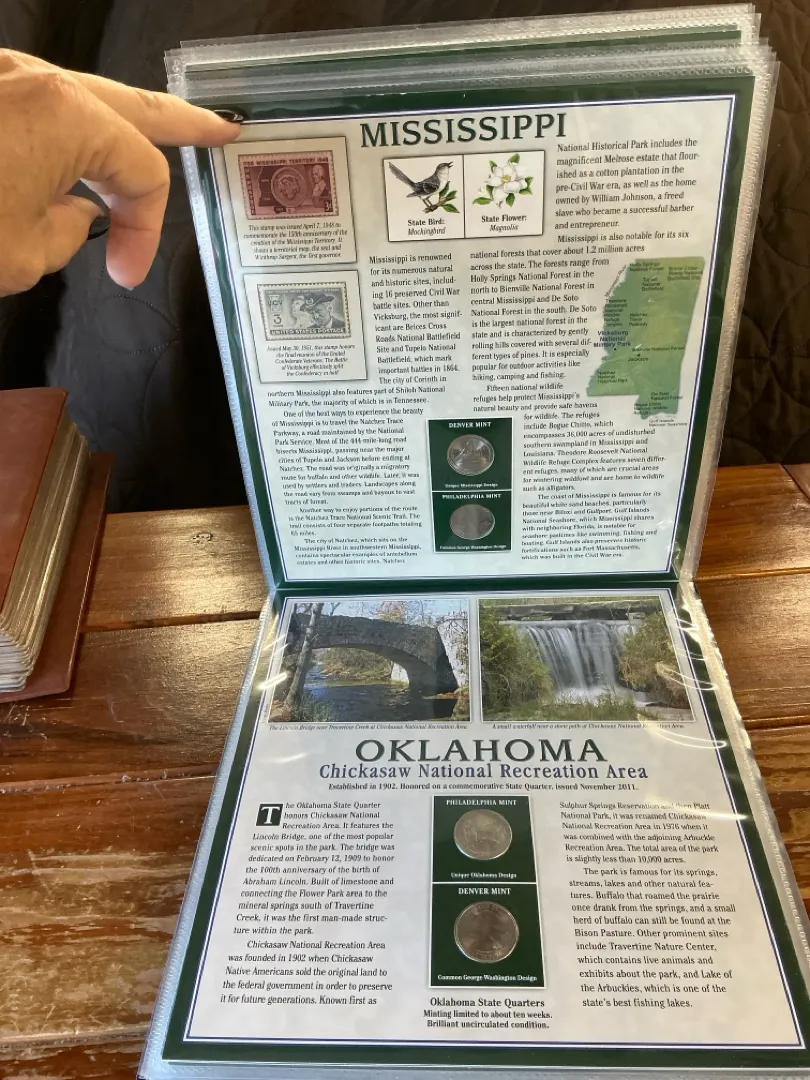 MISSISSIPPI
MISSISSIPPI TERRITORY
This stamp was issued April 7, 1948 to
commemorate the 150th anniversary of the
creation of the Mississippi Territory. It
shows a territorial map, the seal and
Winthrop Sargent, the first governor.
UNITED STATES POSTAGE
Issued May 30, 1951, this stamp honors
the final reunion of the United
Confederate Veterans. The Battle
of Vicksburg effectively split
the Confederacy in half.
State Bird:
Mockingbird
State Flower:
Magnolia
Mississippi is renowned
for its numerous natural
and historic sites, includ-
ing 16 preserved Civil War
battle sites. Other than
Vicksburg, the most signif-
icant are Brices Cross
Roads National Battlefield
Site and Tupelo National
Battlefield, which mark
important battles in 1864.
The city of Corinth in
northern Mississippi also features part of Shiloh National
Military Park, the majority of which is in Tennessee.
One of the best ways to experience the beauty
of Mississippi is to travel the Natchez Trace
Parkway, a road maintained by the National
Park Service. Most of the 444-mile-long road
bisects Mississippi, passing near the major
cities of Tupelo and Jackson before ending at
Natchez. The road was originally a migratory
route for buffalo and other wildlife. Later, it was
used by settlers and traders. Landscapes along
the road vary from swamps and bayous to vast
tracts of forest.
Another way to enjoy portions of the route
is the Natchez Trace National Scenic Trail. The
trail consists of four separate footpaths totaling
65 miles.
The city of Natchez, which sits on the
Mississippi River in southwestern Mississippi,
contains spectacular examples of antebellum
estates and other historic sites. Natchez
National Historical Park includes the
magnificent Melrose estate that flour-
ished as a cotton plantation in the
pre-Civil War era, as well as the home
owned by William Johnson, a freed
slave who became a successful barber
and entrepreneur.
Mississippi is also notable for its six
national forests that cover about 1.2 million acres
across the state. The forests range from
Holly Springs National Forest in the
north to Bienville National Forest in
central Mississippi and De Soto
National Forest in the south. De Soto
is the largest national forest in the
state and is characterized by gently
rolling hills covered with several dif-
ferent types of pines. It is especially
popular for outdoor activities like
hiking, camping and fishing.
Fifteen national wildlife
refuges help protect Mississippi's
natural beauty and provide safe havens
for wildlife. The refuges
include Bogue Chitto, which
encompasses 36,000 acres of undisturbed
southern swampland in Mississippi and
Louisiana. Theodore Roosevelt National
Wildlife Refuge Complex features seven differ-
ent refuges, many of which are crucial areas
for wintering wildfowl and are home to wildlife
such as alligators.
The coast of Mississippi is famous for its
beautiful white sand beaches, particularly
those near Biloxi and Gulfport. Gulf Islands
National Seashore, which Mississippi shares
with neighboring Florida, is notable for
seashore pastimes like swimming, fishing and
boating. Gulf Islands also preserves historic
fortifications such as Fort Massachusetts,
which was built in the Civil War era.
Holly Springs
National Forest
Tupelo
National
Battlefield
Vicksburg
National
Military Park
Jackson
DENVER MINT
Unique Mississippi Design
PHILADELPHIA MINT
Common George Washington Design
The Lincoln Bridge near Travertine Creek at Chickasaw National Recreation Area
A small waterfall near a stone path at Chickasaw National Recreation Area
OKLAHOMA
Chickasaw National Recreation Area
Established in 1902. Honored on a commemorative State Quarter, issued November 2011.
The Oklahoma State Quarter
honors Chickasaw National
Recreation Area. It features the
Lincoln Bridge, one of the most popular
scenic spots in the park. The bridge was
dedicated on February 12, 1909 to honor
the 100th anniversary of the birth of
Abraham Lincoln. Built of limestone and
connecting the Flower Park area to the
mineral springs south of Travertine
Creek, it was the first man-made struc-
ture within the park.
Chickasaw National Recreation Area
was founded in 1902 when Chickasaw
Native Americans sold the original land to
the federal government in order to preserve
it for future generations. Known first as
PHILADELPHIA MINT
Unique Oklahoma Design
DENVER MINT
Common George Washington Design
Oklahoma State Quarters
Minting limited to about ten weeks.
Brilliant uncirculated condition.
Sulphur Springs Reservation and then Platt
National Park, it was renamed Chickasaw
National Recreation Area in 1976 when it
was combined with the adjoining Arbuckle
Recreation Area. The total area of the park
is slightly less than 10,000 acres.
The park is famous for its springs,
streams, lakes and other natural fea-
tures. Buffalo that roamed the prairie
once drank from the springs, and a small
herd of buffalo can still be found at the
Bison Pasture. Other prominent sites
include Travertine Nature Center,
which contains live animals and
exhibits about the park, and Lake of
the Arbuckles, which is one of the
state's best fishing lakes.